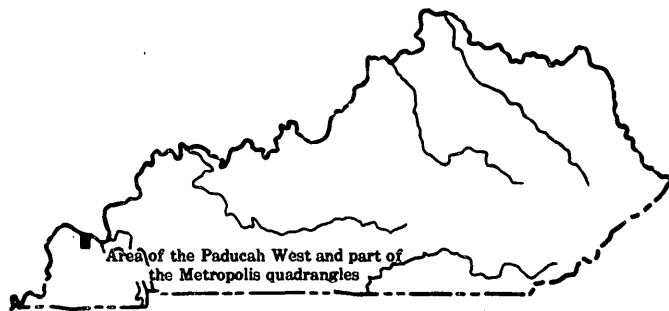 Area of the Paducah West and part of
the Metropolis quadrangles